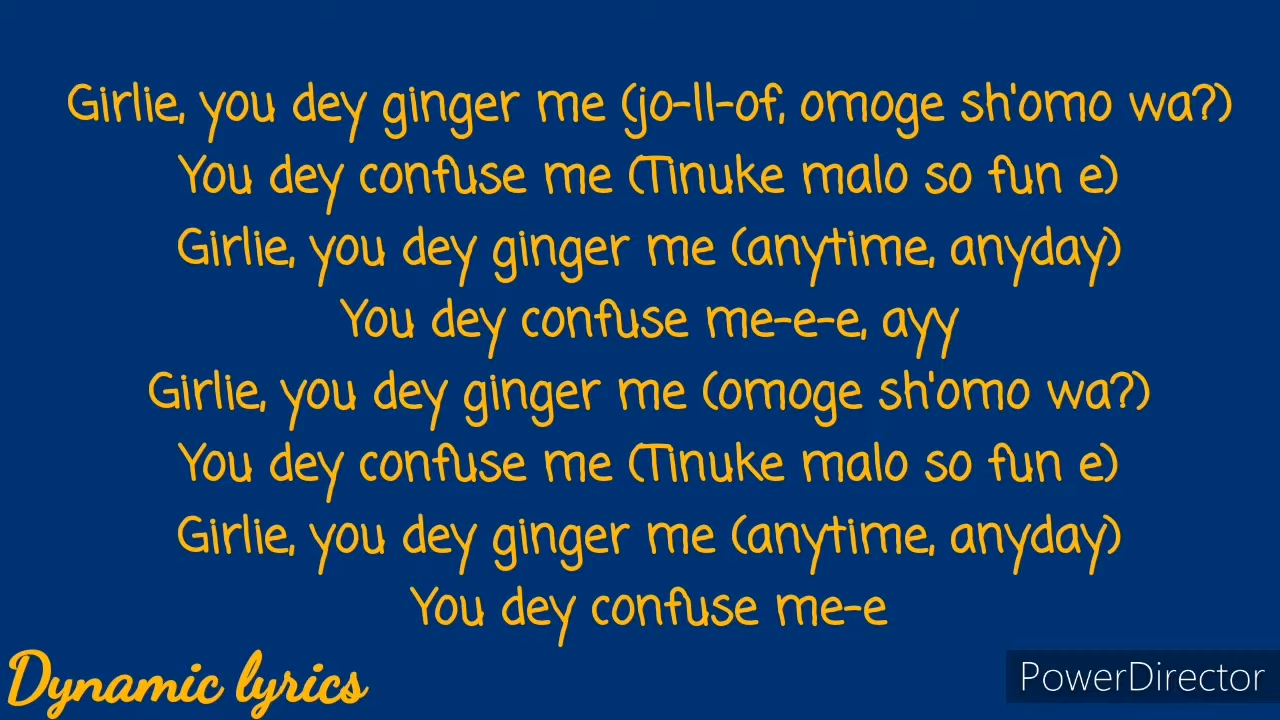 Girlie, you dey ginger me (jo-ll-of, omoge sh'omo wa?)
You dey confuse me (Tinuke malo so fun e)
Girlie, you dey ginger me (anytime, anyday)
You dey confuse me-e-e, ayy
Girlie, you dey ginger me (omoge sh'omo wa?)
You dey confuse me (Tinuke malo so fun e)
Girlie, you dey ginger me (anytime, anyday)
You dey confuse me-e
Dynamic lyrics
PowerDirector